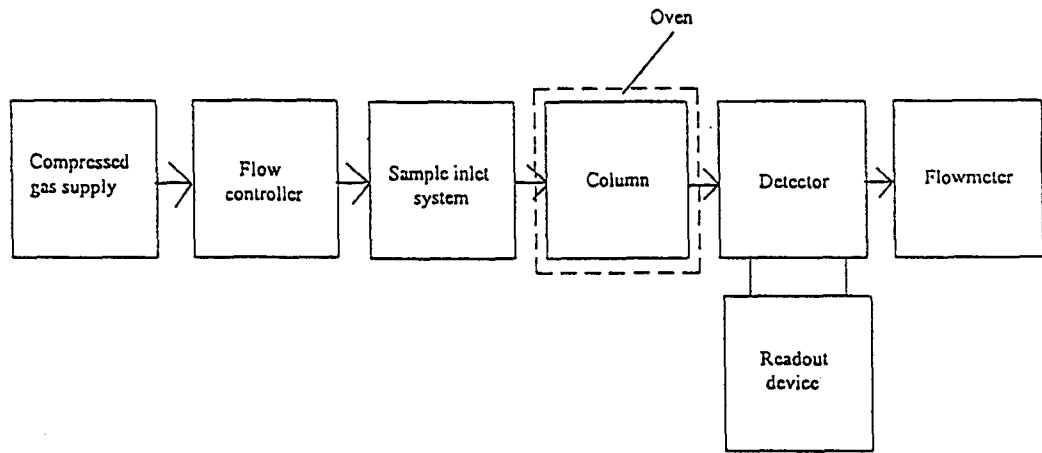 Oven
Compressed
gas supply
Flow
controller
Sample inlet
system
Column
Detector
Flowmeter
Readout
device